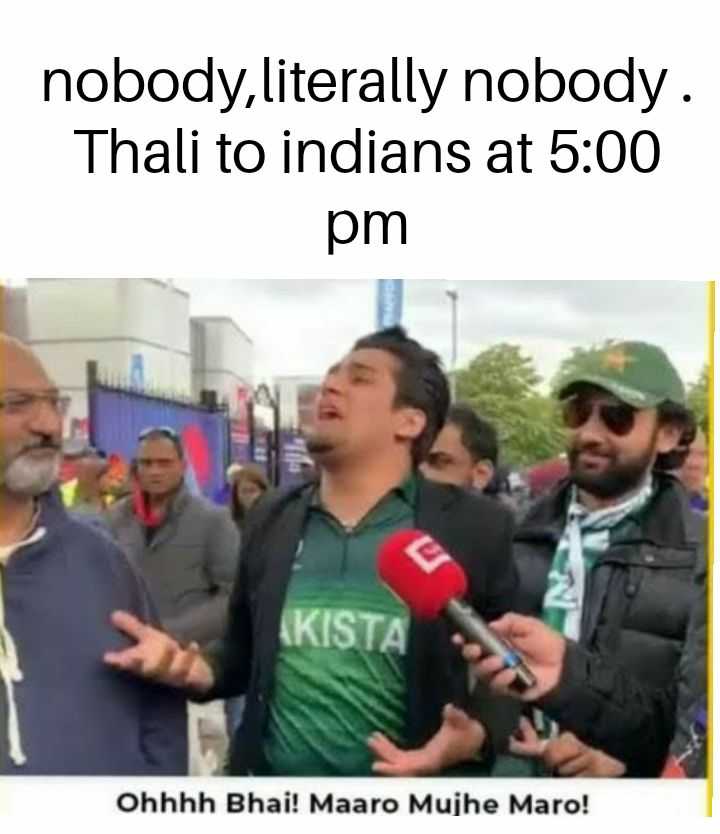 nobody,literally nobody .
Thali to indians at 5:00
pm
AKISTA
Ohhhh Bhai! Maaro Mujhe Maro!